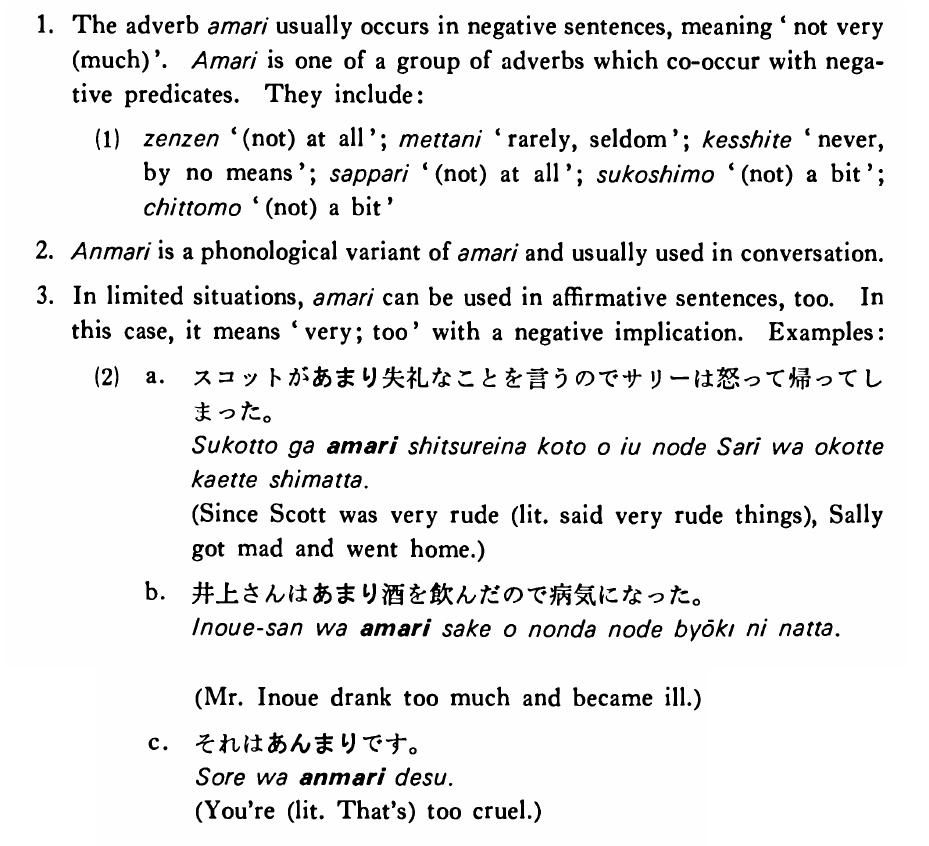 1. The adverb amari usually occurs in negative sentences, meaning ‘ not very
(much) ’. Amari is one of a group of adverbs which co-occur with nega-
tive predicates. They include:
(1) zenzen ‘ (not) at all ’; mettani ‘ rarely, seldom ’; kesshite ‘ never,
by no means ’; sappari ‘ (not) at all ’; sukoshimo ‘ (not) a bit ’;
chittomo ‘ (not) a bit ’
2. Anmari is a phonological variant of amari and usually used in conversation.
3. In limited situations, amari can be used in affirmative sentences, too. In
this case, it means ‘ very; too ’ with a negative implication. Examples:
(2) a. スコットがあまり失礼なことを言うのでサリーは怒って帰ってし
まった。
Sukotto ga amari shitsureina koto o iu node Sarī wa okotte
kaette shimatta.
(Since Scott was very rude (lit. said very rude things), Sally
got mad and went home.)
b. 井上さんはあまり酒を飲んだので病気になった。
Inoue-san wa amari sake o nonda node byōki ni natta.
(Mr. Inoue drank too much and became ill.)
c. それはあんまりです。
Sore wa anmari desu.
(You're (lit. That's) too cruel.)